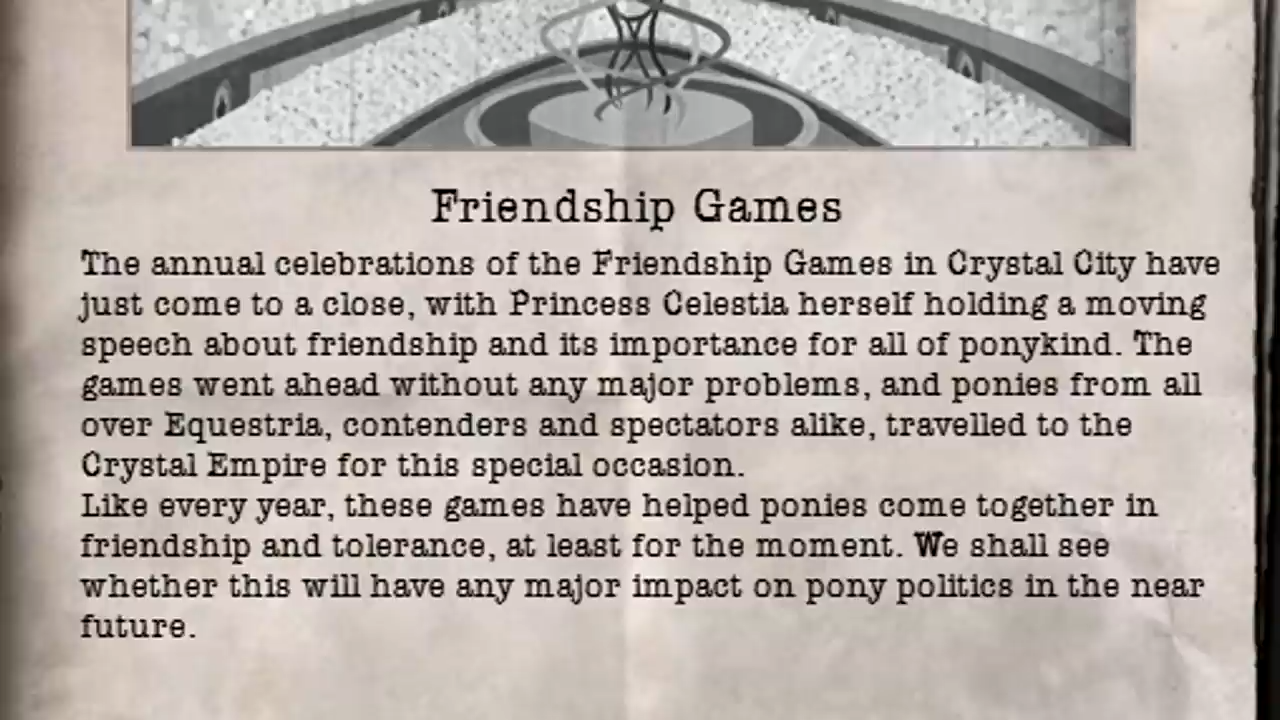 Friendship Games
The annual celebrations of the Friendship Games in Crystal City have
just come to a close, with Princess Celestia herself holding a moving
speech about friendship and its importance for all of ponykind. The
games went ahead without any major problems, and ponies from all
over Equestria, contenders and spectators alike, travelled to the
Crystal Empire for this special occasion.
Like every year, these games have helped ponies come together in
friendship and tolerance, at least for the moment. We shall see
whether this will have any major impact on pony politics in the near
future.